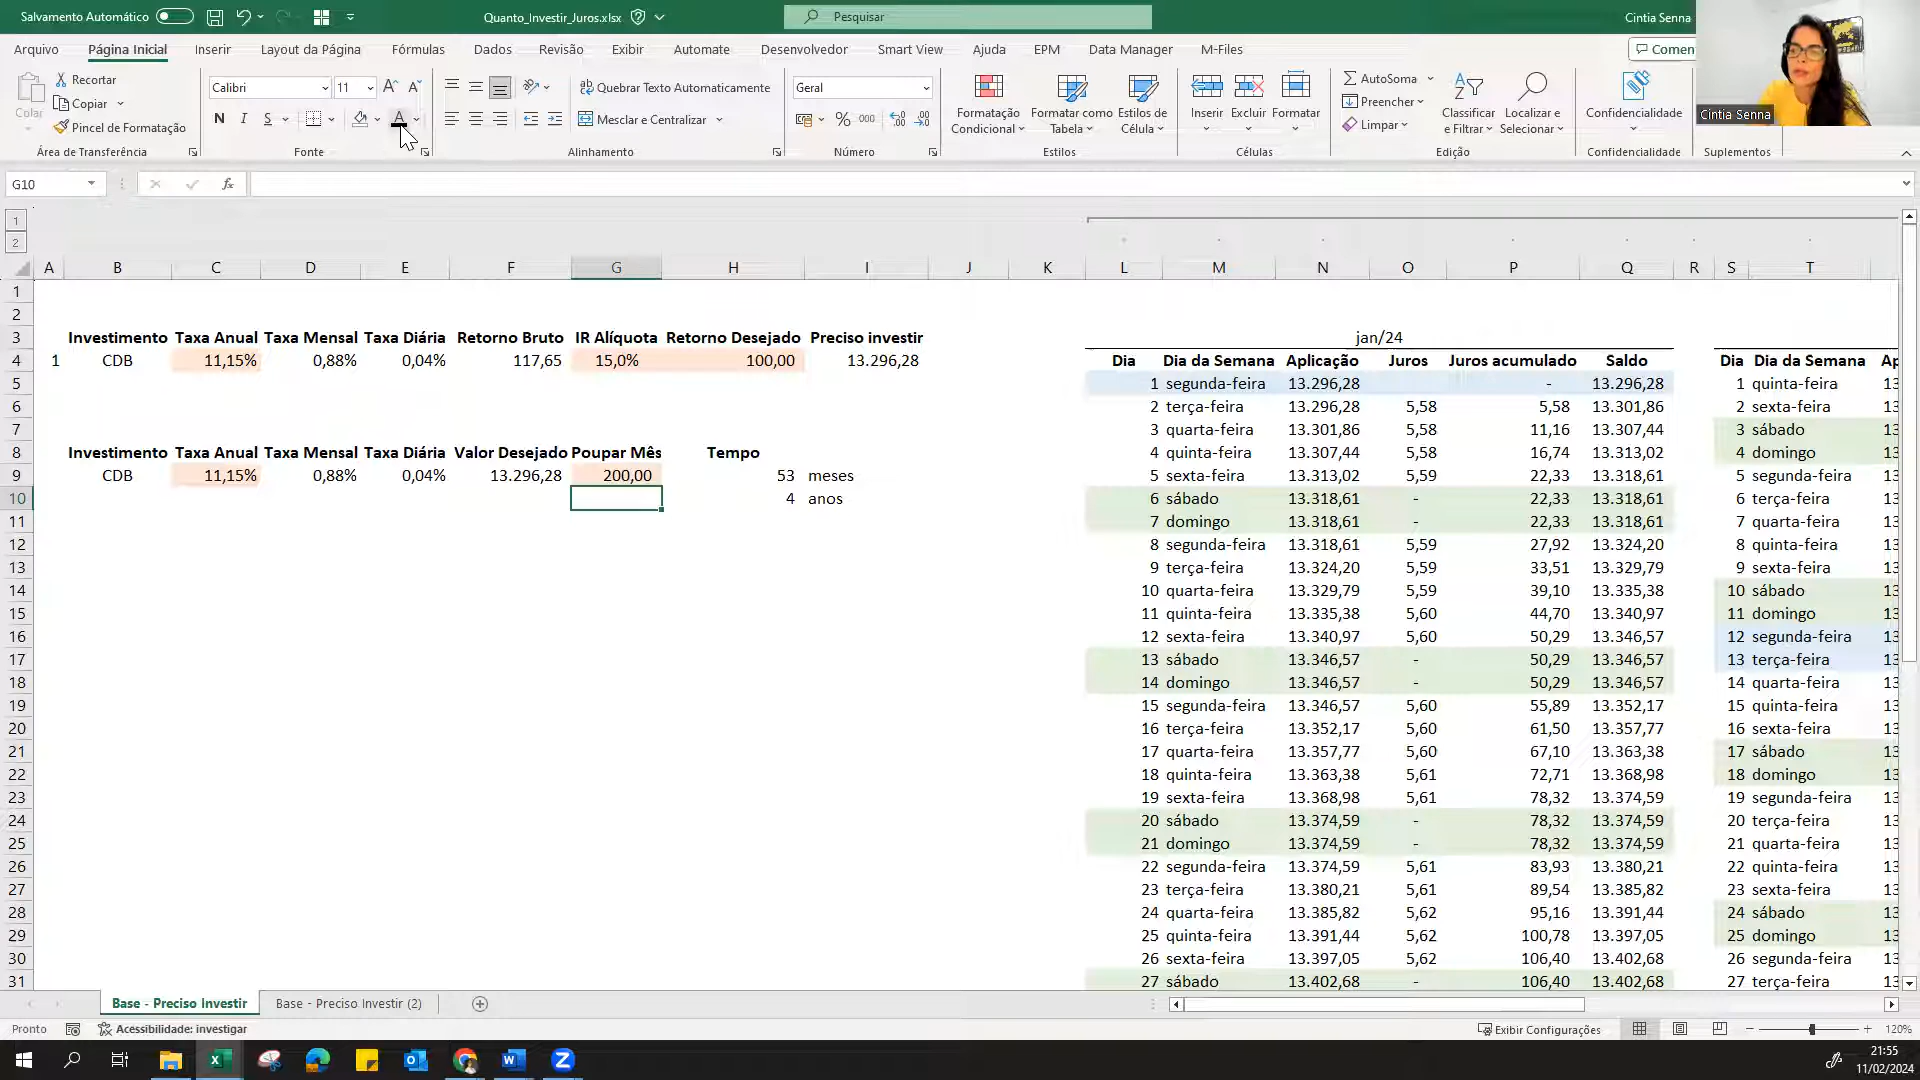 Salvamento Automático
Quanto_Investir_Juros.xlsx
Pesquisar
Cintia Senna
Arquivo Página Inicial Inserir Layout da Página Fórmulas Dados Revisão Exibir Automate Desenvolvedor Smart View Ajuda EPM Data Manager M-Files
Comen
Colar
Recortar
Copiar
Pincel de Formatação
Área de Transferência
Calibri 11
N I S
Fonte
Quebrar Texto Automaticamente
Mesclar e Centralizar
Alinhamento
Geral
% 000
Número
Formatação Condicional
Formatar como Tabela
Estilos de Célula
Estilos
Inserir Excluir Formatar
Células
AutoSoma
Preencher
Limpar
Classificar e Filtrar
Localizar e Selecionar
Edição
Confidencialidade
Confidencialidade
Suplementos
Cintia Senna
G10
fx
1
2
A B C D E F G H I J K L M N O P Q R S T
1
2
3 Investimento Taxa Anual Taxa Mensal Taxa Diária Retorno Bruto IR Alíquota Retorno Desejado Preciso investir jan/24
4 1 CDB 11,15% 0,88% 0,04% 117,65 15,0% 100,00 13.296,28 Dia Dia da Semana Aplicação Juros Juros acumulado Saldo Dia Dia da Semana Ap
5 1 segunda-feira 13.296,28 - 13.296,28 1 quinta-feira 13
6 2 terça-feira 13.296,28 5,58 5,58 13.301,86 2 sexta-feira 13
7 3 quarta-feira 13.301,86 5,58 11,16 13.307,44 3 sábado 13
8 Investimento Taxa Anual Taxa Mensal Taxa Diária Valor Desejado Poupar Mês Tempo 4 quinta-feira 13.307,44 5,58 16,74 13.313,02 4 domingo 13
9 CDB 11,15% 0,88% 0,04% 13.296,28 200,00 53 meses 5 sexta-feira 13.313,02 5,59 22,33 13.318,61 5 segunda-feira 13
10 4 anos 6 sábado 13.318,61 - 22,33 13.318,61 6 terça-feira 13
11 7 domingo 13.318,61 - 22,33 13.318,61 7 quarta-feira 13
12 8 segunda-feira 13.318,61 5,59 27,92 13.324,20 8 quinta-feira 13
13 9 terça-feira 13.324,20 5,59 33,51 13.329,79 9 sexta-feira 13
14 10 quarta-feira 13.329,79 5,59 39,10 13.335,38 10 sábado 13
15 11 quinta-feira 13.335,38 5,60 44,70 13.340,97 11 domingo 13
16 12 sexta-feira 13.340,97 5,60 50,29 13.346,57 12 segunda-feira 13
17 13 sábado 13.346,57 - 50,29 13.346,57 13 terça-feira 13
18 14 domingo 13.346,57 - 50,29 13.346,57 14 quarta-feira 13
19 15 segunda-feira 13.346,57 5,60 55,89 13.352,17 15 quinta-feira 13
20 16 terça-feira 13.352,17 5,60 61,50 13.357,77 16 sexta-feira 13
21 17 quarta-feira 13.357,77 5,60 67,10 13.363,38 17 sábado 13
22 18 quinta-feira 13.363,38 5,61 72,71 13.368,98 18 domingo 13
23 19 sexta-feira 13.368,98 5,61 78,32 13.374,59 19 segunda-feira 13
24 20 sábado 13.374,59 - 78,32 13.374,59 20 terça-feira 13
25 21 domingo 13.374,59 - 78,32 13.374,59 21 quarta-feira 13
26 22 segunda-feira 13.374,59 5,61 83,93 13.380,21 22 quinta-feira 13
27 23 terça-feira 13.380,21 5,61 89,54 13.385,82 23 sexta-feira 13
28 24 quarta-feira 13.385,82 5,62 95,16 13.391,44 24 sábado 13
29 25 quinta-feira 13.391,44 5,62 100,78 13.397,05 25 domingo 13
30 26 sexta-feira 13.397,05 5,62 106,40 13.402,68 26 segunda-feira 13
31 27 sábado 13.402,68 - 106,40 13.402,68 27 terça-feira 13
Base - Preciso Investir Base - Preciso Investir (2)
Pronto Acessibilidade: investigar Exibir Configurações 120%
21:55
11/02/2024